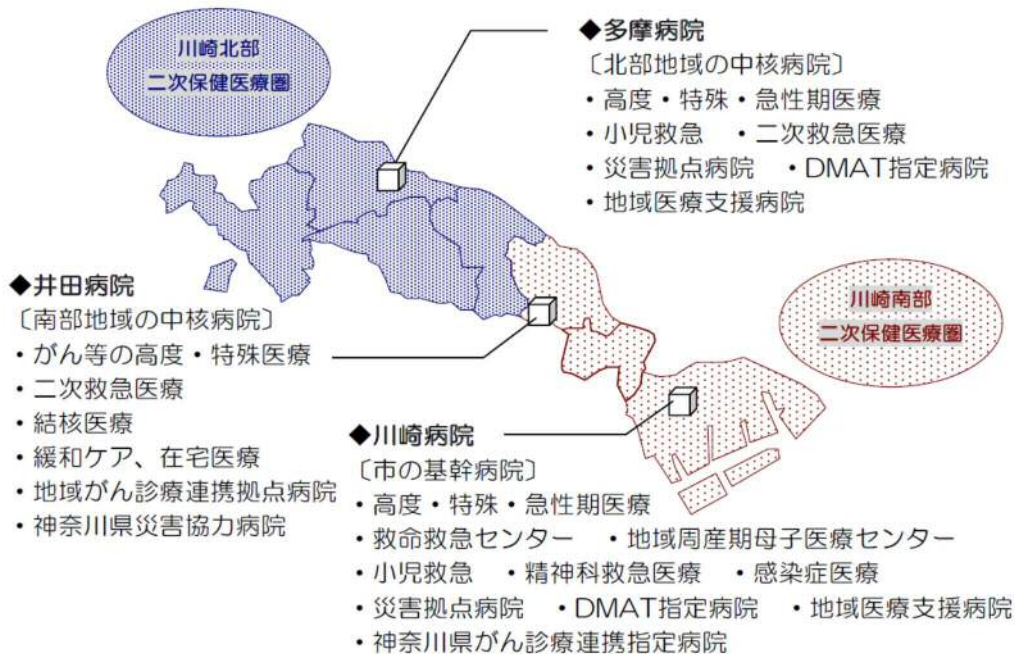 川崎北部
二次保健医療圏
◆多摩病院
〔北部地域の中核病院〕
・高度・特殊・急性期医療
・小児救急 ・二次救急医療
・災害拠点病院 ・DMAT指定病院
・地域医療支援病院
◆井田病院
〔南部地域の中核病院〕
・がん等の高度・特殊医療
・二次救急医療
・結核医療
・緩和ケア、在宅医療
・地域がん診療連携拠点病院
・神奈川県災害協力病院
川崎南部
二次保健医療圏
◆川崎病院
〔市の基幹病院〕
・高度・特殊・急性期医療
・救命救急センター ・地域周産期母子医療センター
・小児救急 ・精神科救急医療 ・感染症医療
・災害拠点病院 ・DMAT指定病院 ・地域医療支援病院
・神奈川県がん診療連携指定病院